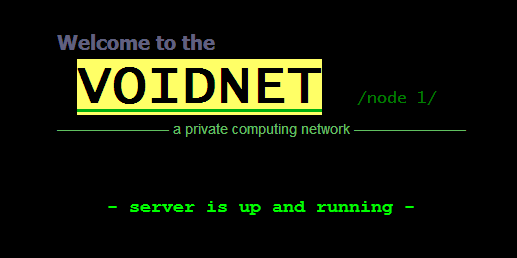 Welcome to the
VOIDNET /node 1/
a private computing network
- server is up and running -